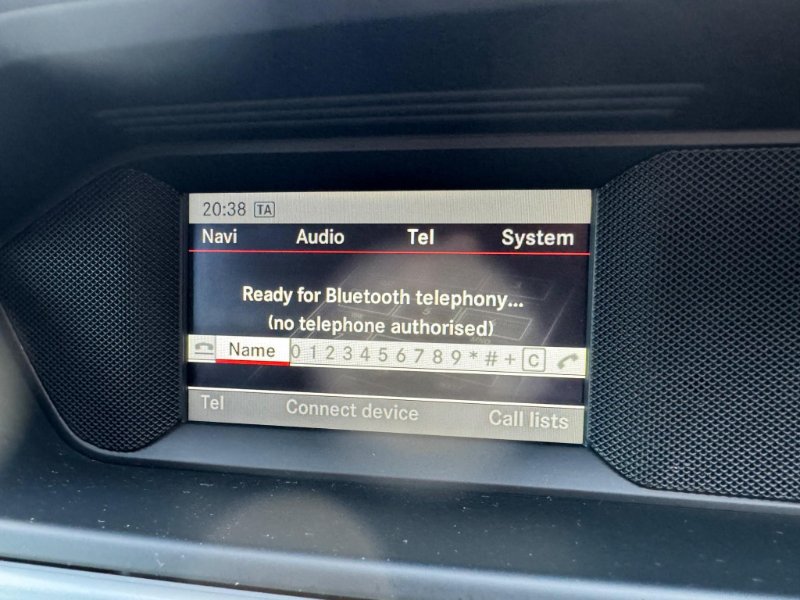 20:38 TA
Navi Audio Tel System
Ready for Bluetooth telephony...
(no telephone authorised)
Name 0 1 2 3 4 5 6 7 8 9 * # + C
Tel Connect device Call lists